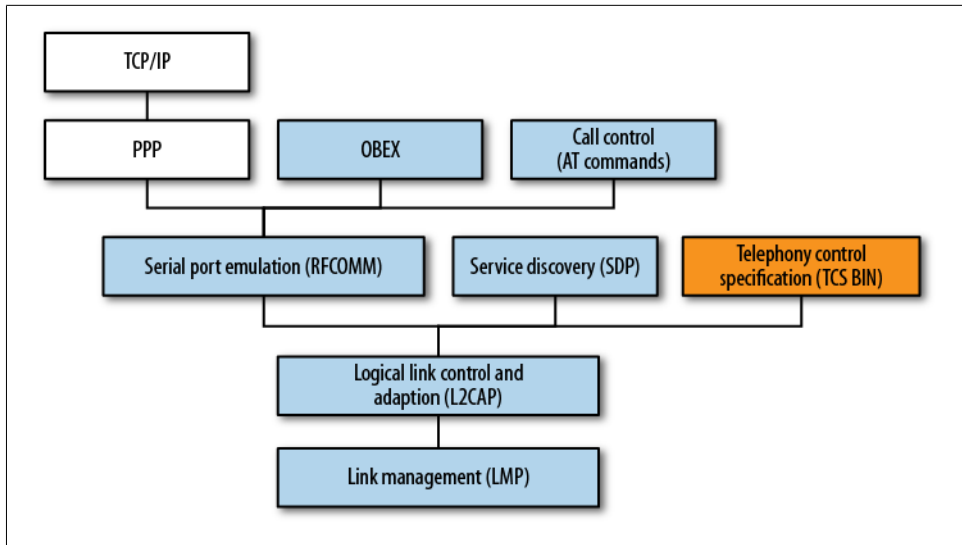 TCP/IP
PPP
OBEX
Call control
(AT commands)
Serial port emulation (RFCOMM)
Service discovery (SDP)
Telephony control
specification (TCS BIN)
Logical link control and
adaption (L2CAP)
Link management (LMP)